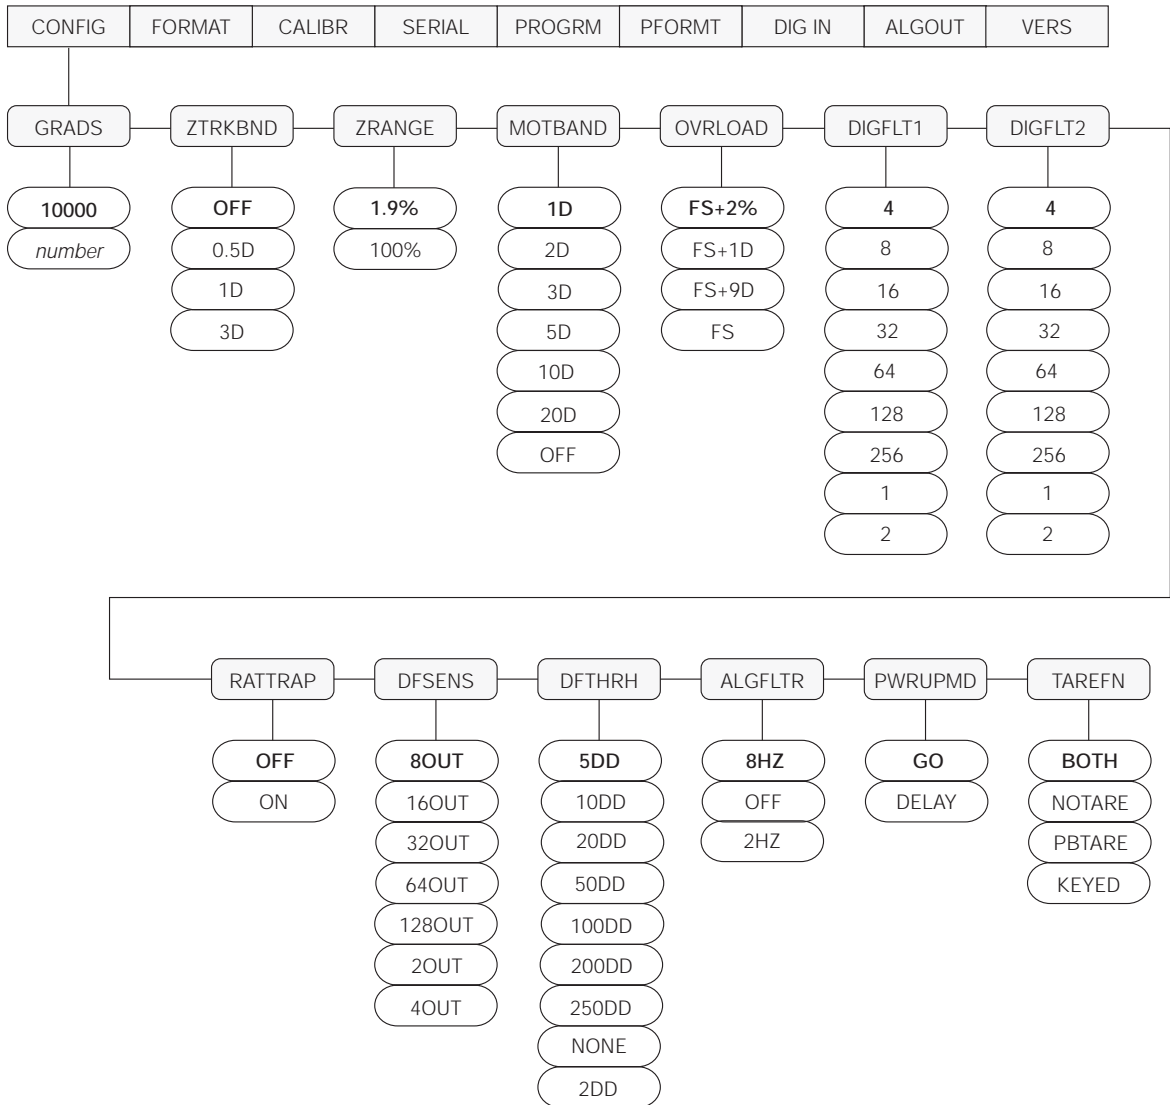 CONFIG FORMAT CALIBR SERIAL PROGRM PFORMT DIG IN ALGOUT VERS
GRADS ZTRKBND ZRANGE MOTBAND OVRLOAD DIGFLT1 DIGFLT2
10000 OFF 1.9% 1D FS+2% 4 4
number 0.5D 100% 2D FS+1D 8 8
1D 3D FS+9D 16 16
3D 5D FS 32 32
10D 64 64
20D 128 128
OFF 256 256
1 1
2 2
RATTRAP DFSENS DFTHRH ALGFLTR PWRUPMD TAREFN
OFF 8OUT 5DD 8HZ GO BOTH
ON 16OUT 10DD OFF DELAY NOTARE
32OUT 20DD 2HZ PBTARE
64OUT 50DD KEYED
128OUT 100DD
2OUT 200DD
4OUT 250DD
NONE
2DD